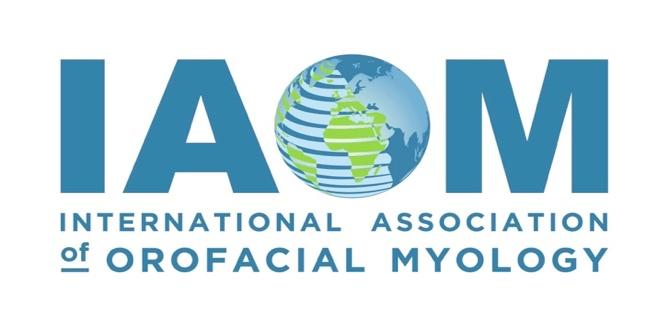 IAOM
INTERNATIONAL ASSOCIATION
of OROFACIAL MYOLOGY